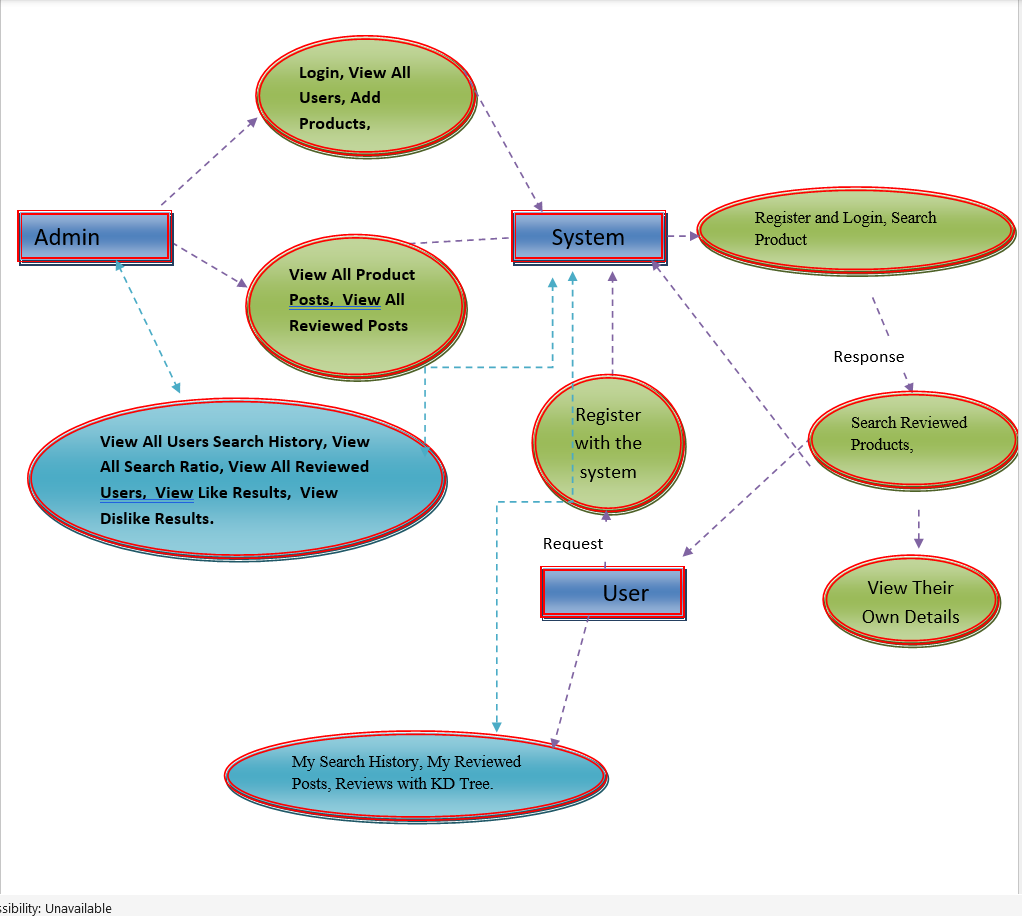 Login, View All
Users, Add
Products,
Admin
System
Register and Login, Search
Product
View All Product
Posts,  View All
Reviewed Posts
Response
Register
with the
system
Search Reviewed
Products,
View All Users Search History, View
All Search Ratio, View All Reviewed
Users,  View Like Results,  View
Dislike Results.
Request
User
View Their
Own Details
My Search History, My Reviewed
Posts, Reviews with KD Tree.
ssibility: Unavailable